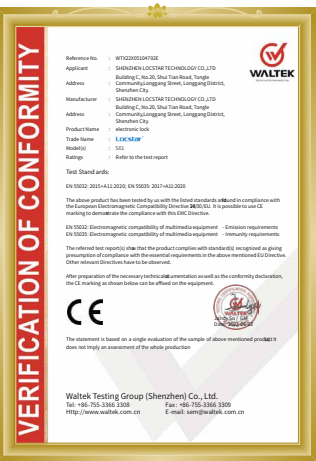 VERIFICATION OF CONFORMITY
WALTEK
Reference No. : WTX22X05104792E
Applicant : SHENZHEN LOCSTAR TECHNOLOGY CO.,LTD
Address : Building C, No.20, Shui Tian Road, Tongle
Community,Longgang Street, Longgang District,
Shenzhen City.
Manufacturer : SHENZHEN LOCSTAR TECHNOLOGY CO.,LTD
Address : Building C, No.20, Shui Tian Road, Tongle
Community,Longgang Street, Longgang District,
Shenzhen City.
Product Name : electronic lock
Trade Name : Locstar
Model(s) : S61
Ratings : Refer to the test report
Test Standards:
EN 55032: 2015+A11:2020; EN 55035: 2017+A11:2020
The above product has been tested by us with the listed standards and found in compliance with
the European Electromagnetic Compatibility Directive 2014/30/EU. It is possible to use CE
marking to demonstrate the compliance with this EMC Directive.
EN 55032: Electromagnetic compatibility of multimedia equipment - Emission requirements
EN 55035: Electromagnetic compatibility of multimedia equipment - Immunity requirements
The referred test report(s) show that the product complies with standard(s) recognized as giving
presumption of compliance with the essential requirements in the above mentioned EU Directive.
Other relevant Directives have to be observed.
After preparation of the necessary technical documentation as well as the conformity declaration,
the CE marking as shown below can be affixed on the equipment.
CE
WALTEK
Jandy So / GM
Date: 2022-06-02
The statement is based on a single evaluation of the sample of above mentioned product. It
does not imply an assessment of the whole production
Waltek Testing Group (Shenzhen) Co., Ltd.
Tel: +86-755-3366 3308 Fax: +86-755-3366 3309
Http://www.waltek.com.cn E-mail: sem@waltek.com.cn